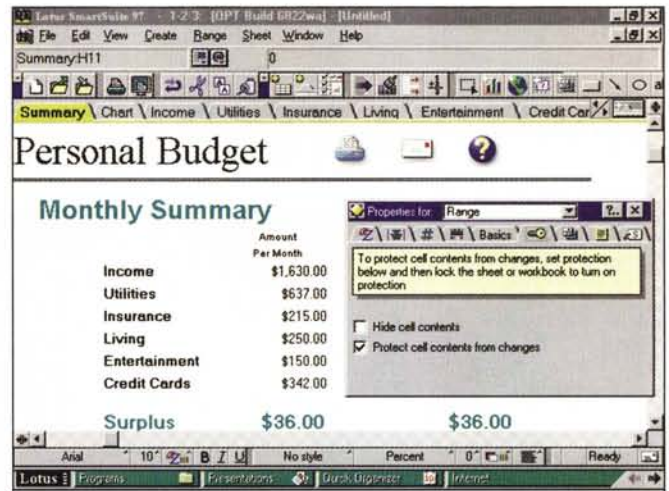 Lotus SmartSuite 97 - 1-2-3 [OPT Build 6822wa] - [Untitled]
File Edit View Create Range Sheet Window Help
Summary:H11 @ 0
Summary \ Chart \ Income \ Utilities \ Insurance \ Living \ Entertainment \ Credit Car
Personal Budget
Monthly Summary
Amount
Per Month
Income $1,630.00
Utilities $637.00
Insurance $215.00
Living $250.00
Entertainment $150.00
Credit Cards $342.00
Surplus $36.00 $36.00
Properties for: Range
Basics
To protect cell contents from changes, set protection
below and then lock the sheet or workbook to turn on
protection
Hide cell contents
Protect cell contents from changes
Arial 10 B I U No style Percent 0 Ready
Lotus Programs Presentations Quick Organizer Internet